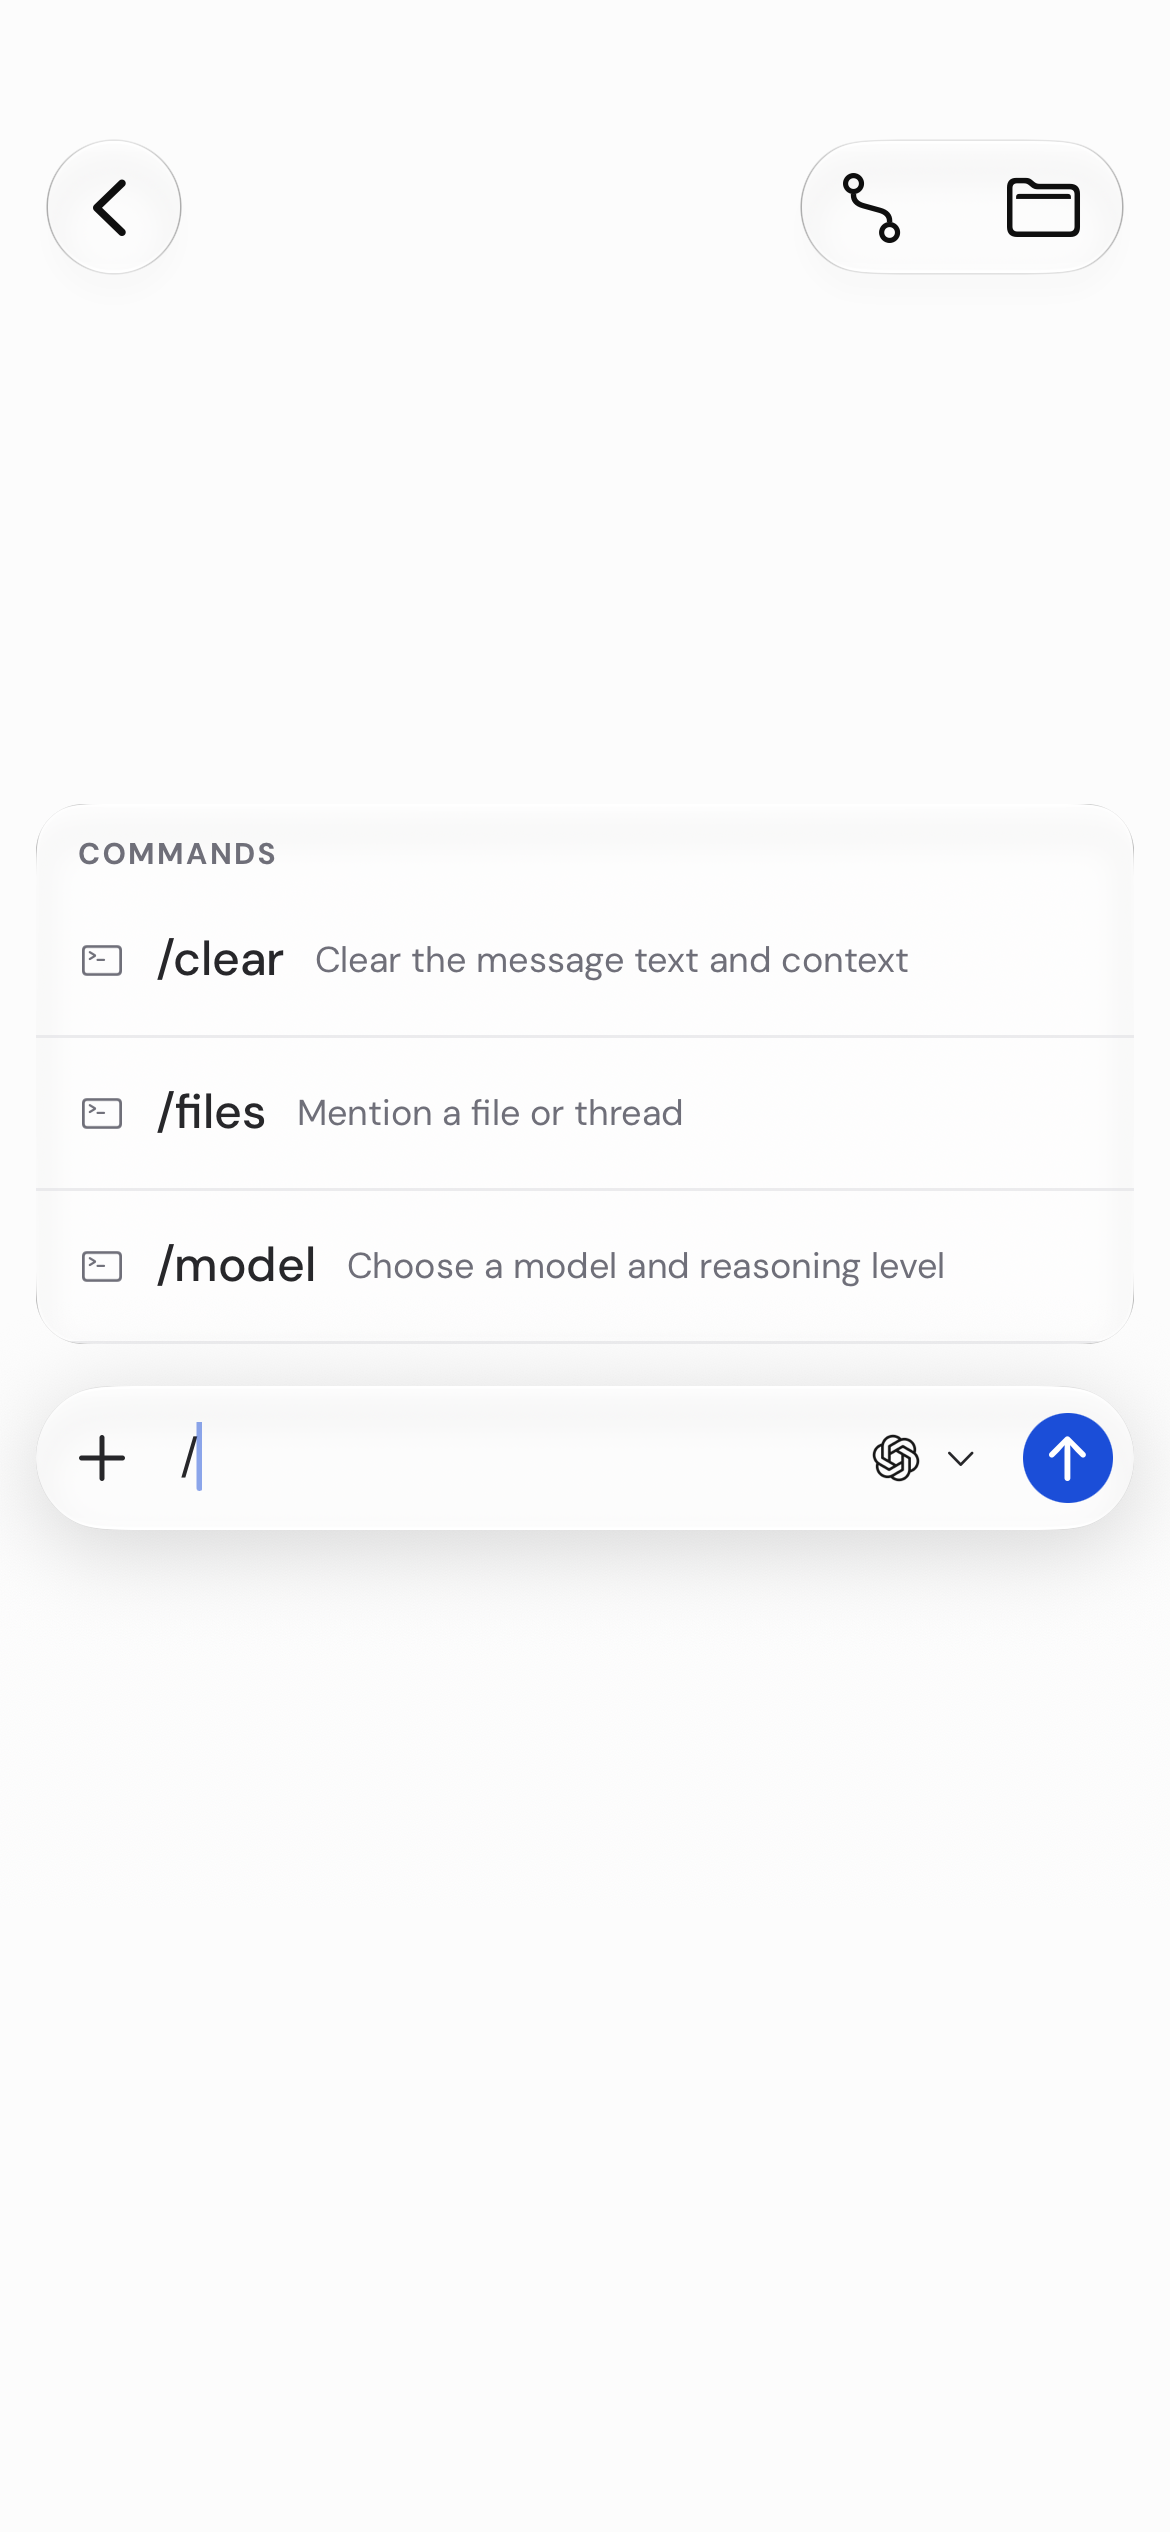 COMMANDS
/clear Clear the message text and context
/files Mention a file or thread
/model Choose a model and reasoning level
/